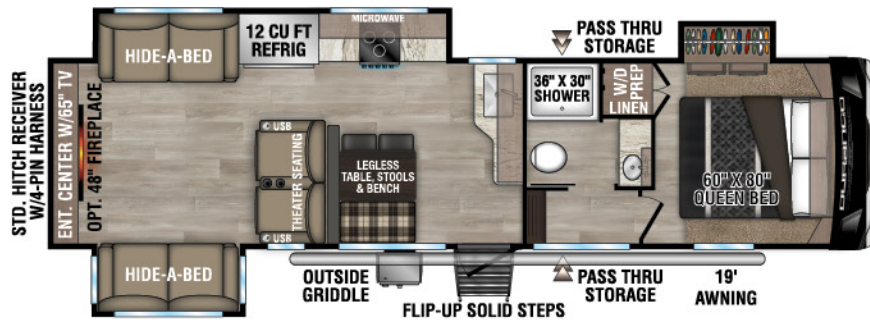 STD. HITCH RECEIVER
W/4-PIN HARNESS
ENT. CENTER W/65" TV
OPT. 48" FIREPLACE
HIDE-A-BED
12 CU FT
REFRIG
MICROWAVE
PASS THRU
STORAGE
36" X 30"
SHOWER
W/D
PREP
LINEN
USB
THEATER SEATING
USB
LEGLESS
TABLE, STOOLS
& BENCH
60" X 80"
QUEEN BED
DURANGO
HIDE-A-BED
OUTSIDE
GRIDDLE
FLIP-UP SOLID STEPS
PASS THRU
STORAGE
19'
AWNING